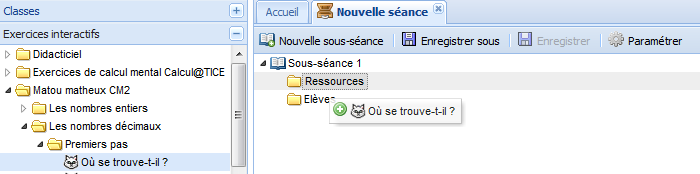 Classes
Exercices interactifs
Didacticiel
Exercices de calcul mental Calcul@TICE
Matou matheux CM2
Les nombres entiers
Les nombres décimaux
Premiers pas
Où se trouve-t-il ?
Accueil
Nouvelle séance
Nouvelle sous-séance
Enregistrer sous
Enregistrer
Paramétrer
Sous-séance 1
Ressources
Elèves
Où se trouve-t-il ?